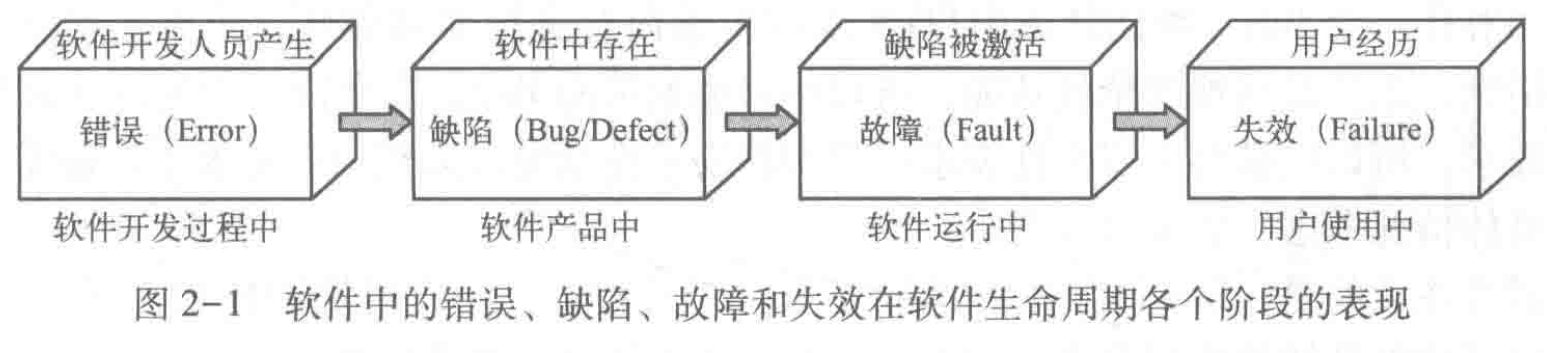 软件开发人员产生 软件中存在 缺陷被激活 用户经历
错误（Error） 缺陷（Bug/Defect） 故障（Fault） 失效（Failure）
软件开发过程中 软件产品中 软件运行中 用户使用中
图 2-1 软件中的错误、缺陷、故障和失效在软件生命周期各个阶段的表现